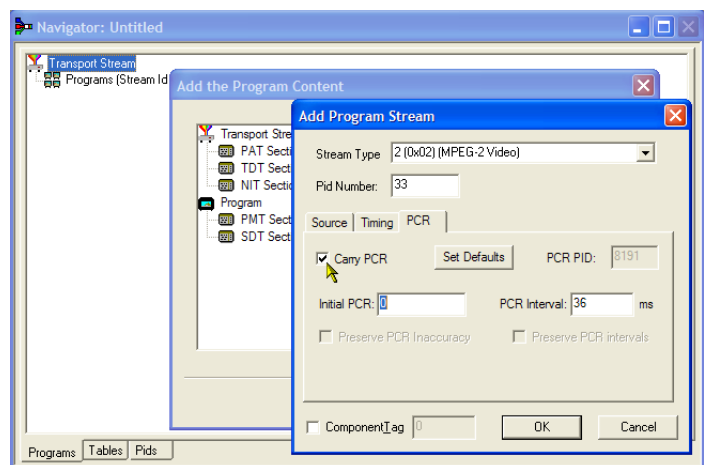 Navigator: Untitled
Transport Stream
Programs (Stream Id
Add the Program Content
Transport Stre
PAT Secti
TDT Secti
NIT Sectio
Program
PMT Sect
SDT Sect
Add Program Stream
Stream Type 2 (0x02) (MPEG-2 Video)
Pid Number: 33
Source Timing PCR
Carry PCR Set Defaults PCR PID: 8191
Initial PCR: 0 PCR Interval: 36 ms
Preserve PCR Inaccuracy Preserve PCR intervals
ComponentTag 0 OK Cancel
Programs Tables Pids